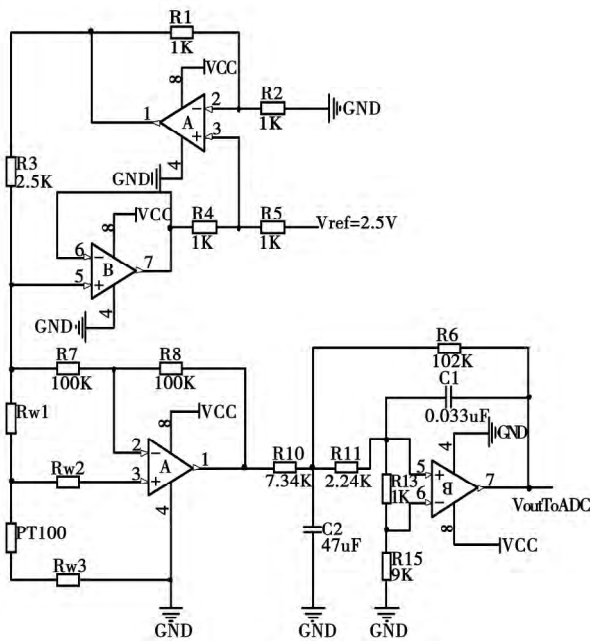 R1
1K
VCC
8
1
A
2
−
+
3
R2
1K
GND
4
GND
R3
2.5K
VCC
8
6
−
B
7
5
+
R4
1K
R5
1K
Vref=2.5V
4
GND
R7
100K
R8
100K
R6
102K
C1
0.033uF
Rw1
VCC
8
2
−
A
1
3
+
Rw2
4
R10
7.34K
R11
2.24K
GND
4
5
+
B
7
6
−
R13
1K
VoutToADC
8
VCC
PT100
Rw3
C2
47uF
R15
9K
GND
GND
GND